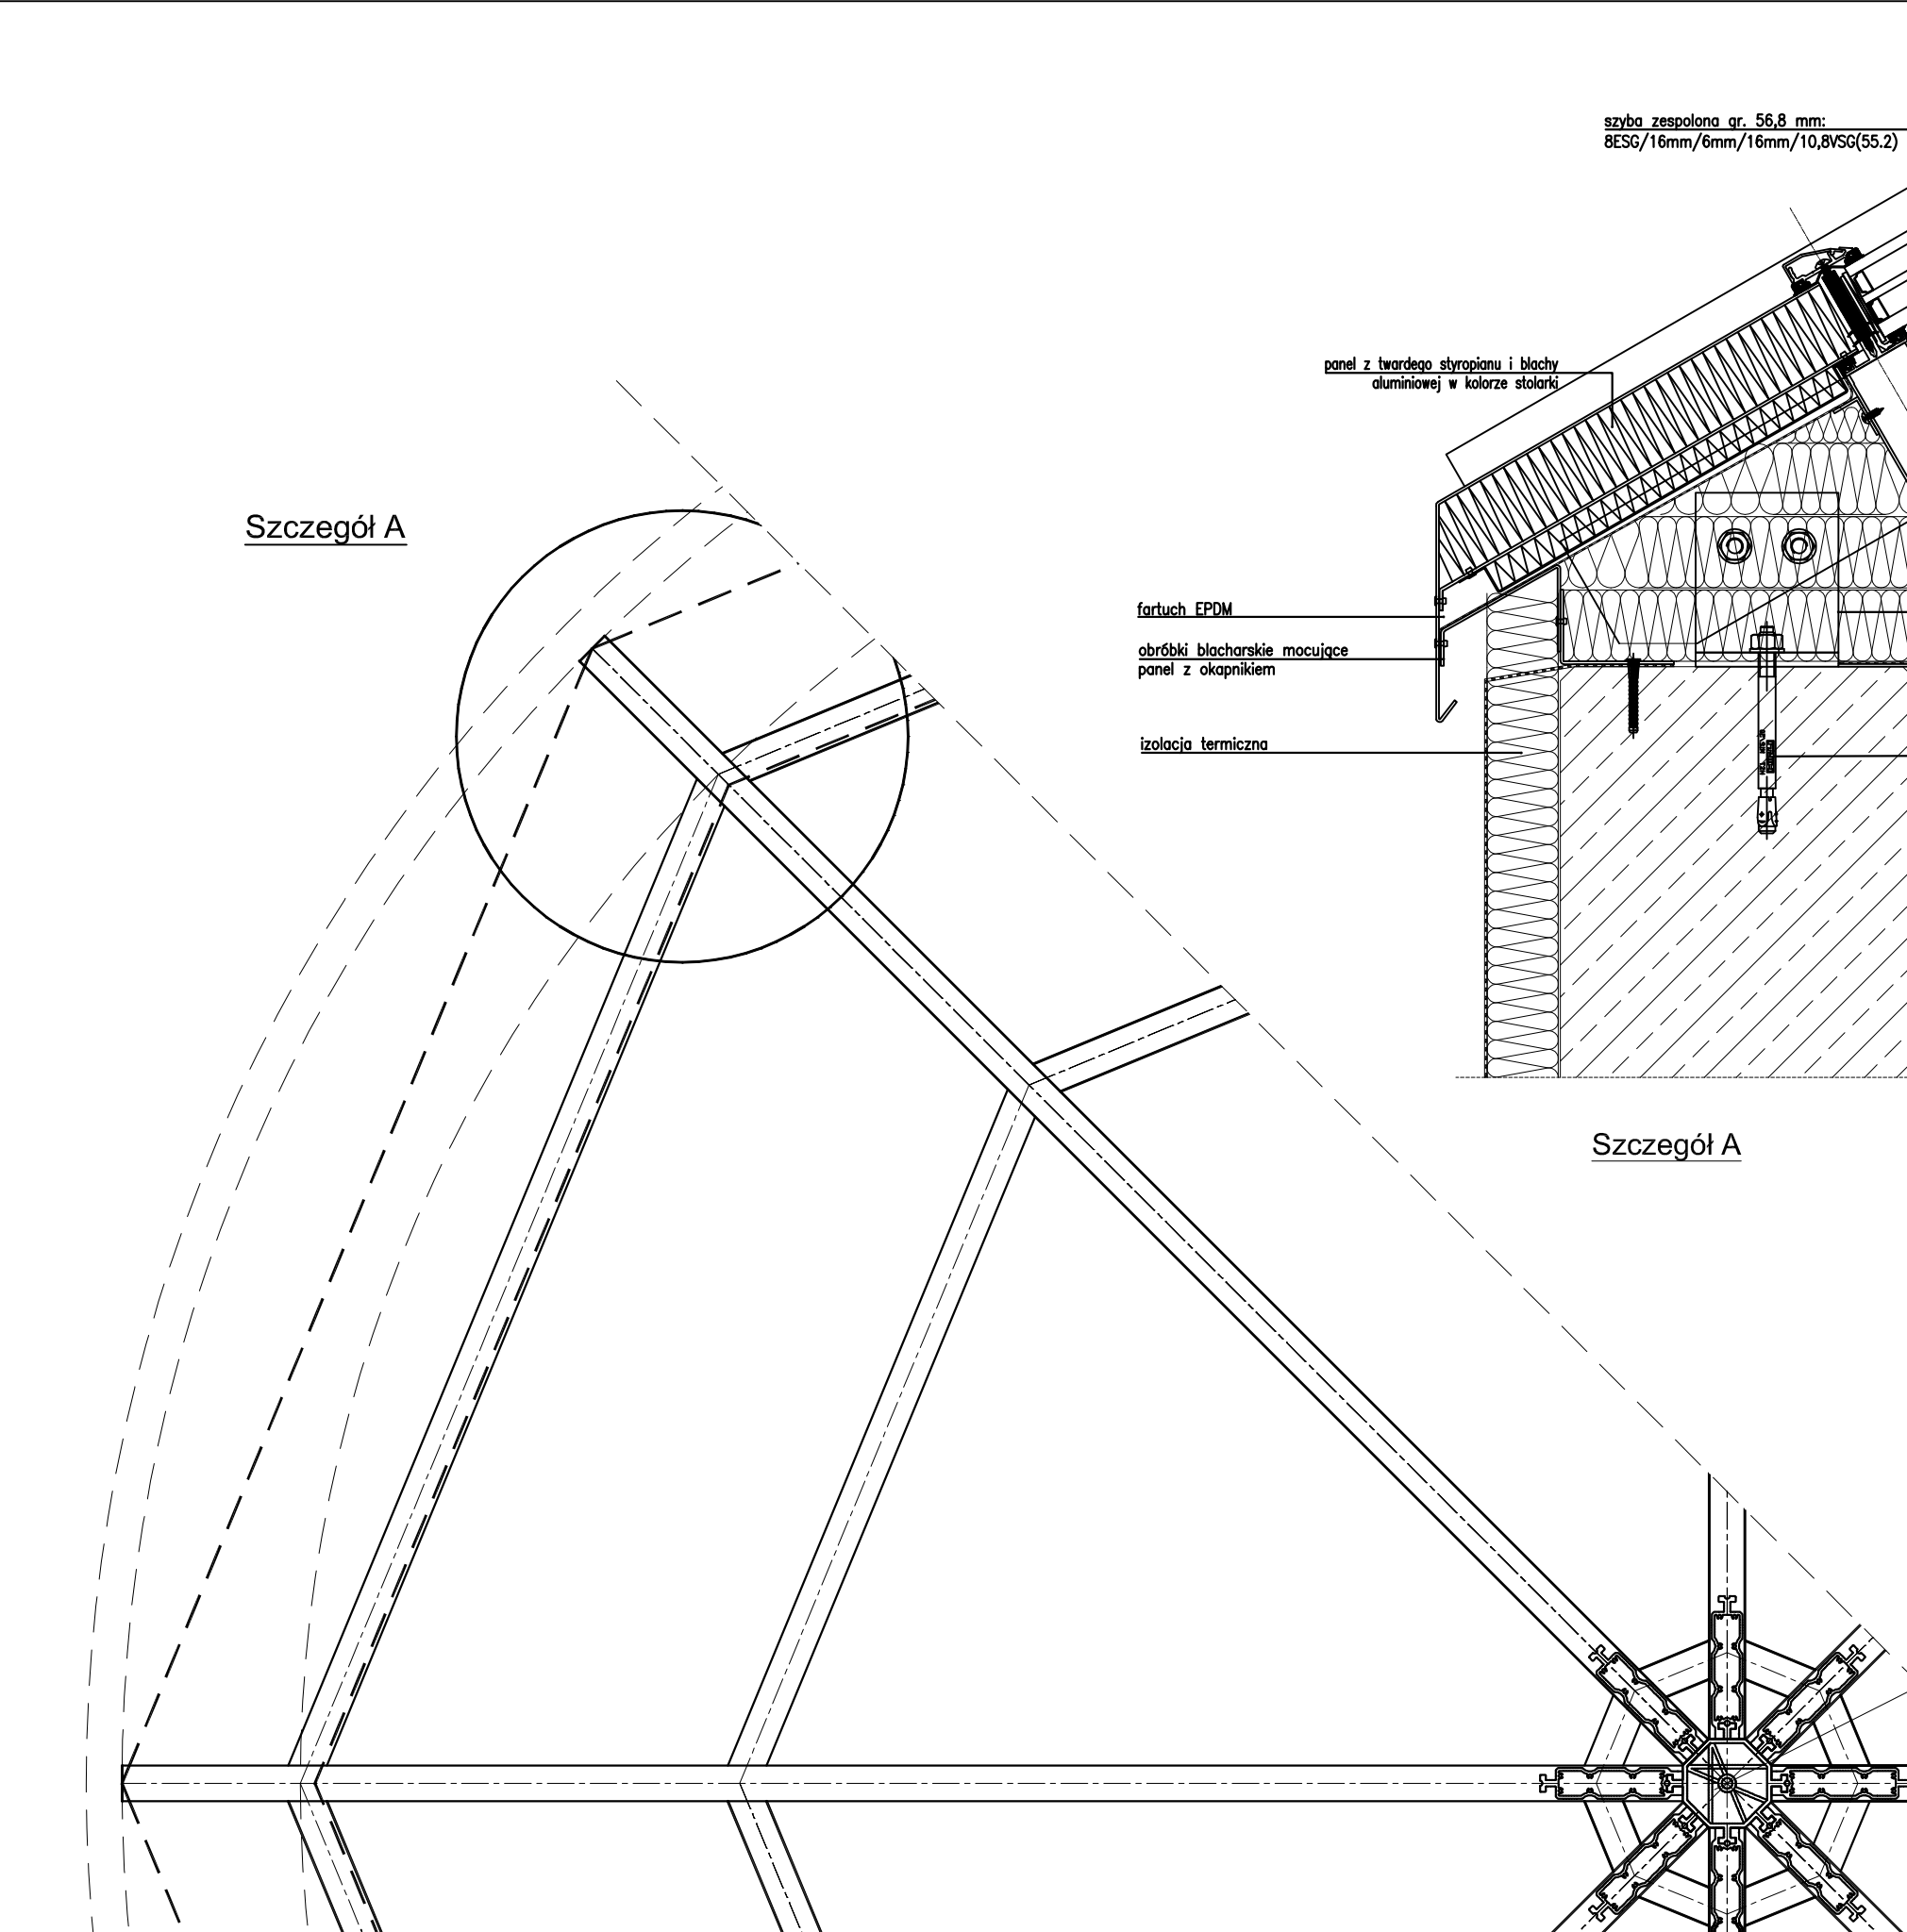 szyba zespolona gr. 56,8 mm:
8ESG/16mm/6mm/16mm/10,8VSG(55.2)
panel z twardego styropianu i blachy
aluminiowej w kolorze stolarki
Szczegół A
fartuch EPDM
obróbki blacharskie mocujące
panel z okapnikiem
izolacja termiczna
Szczegół A